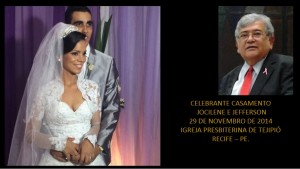 CELEBRANTE CASAMENTO
JOCILENE E JEFFERSON
29 DE NOVEMBRO DE 2014
IGREJA PRESBITERINA DE TEJIPIÓ
RECIFE – PE.